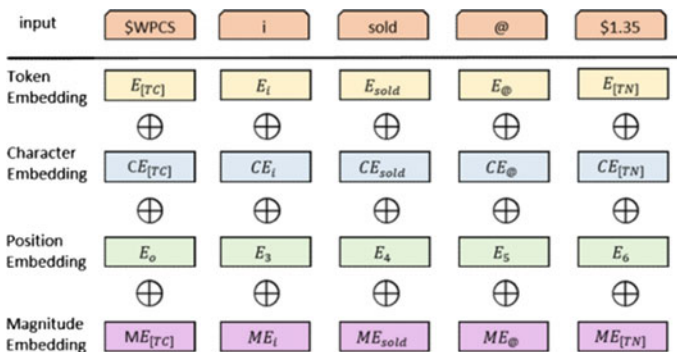 input $WPCS i sold @ $1.35
Token
Embedding E[TC] Ei Esold E@ E[TN]
⊕ ⊕ ⊕ ⊕ ⊕
Character
Embedding CE[TC] CEi CEsold CE@ CE[TN]
⊕ ⊕ ⊕ ⊕ ⊕
Position
Embedding Eo E3 E4 E5 E6
⊕ ⊕ ⊕ ⊕ ⊕
Magnitude
Embedding ME[TC] MEi MEsold ME@ ME[TN]